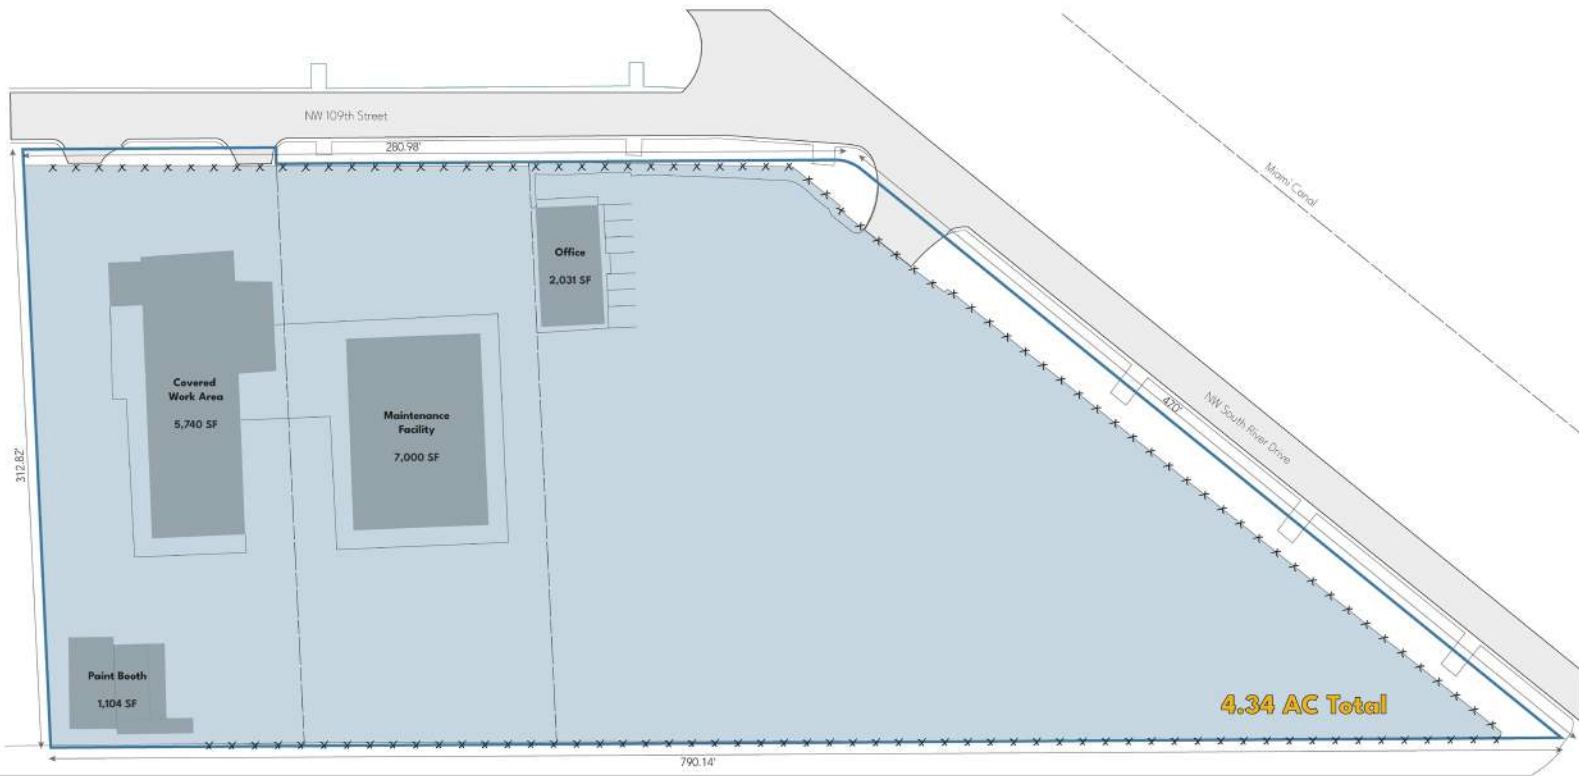 NW 109th Street
280.98'
Miami Canal
Office
2,031 SF
Covered
Work Area
5,740 SF
Maintenance
Facility
7,000 SF
420'
NW South River Drive
312.82'
Paint Booth
1,104 SF
4.34 AC Total
790.14'